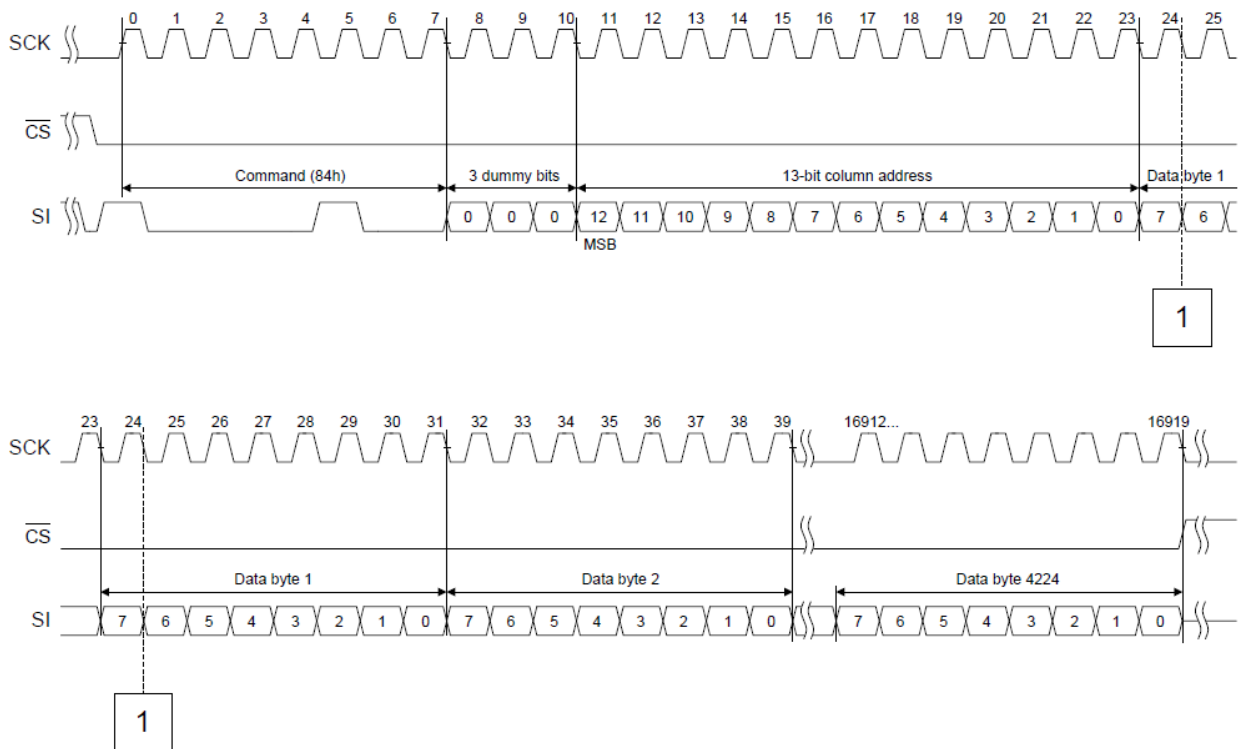 0 1 2 3 4 5 6 7 8 9 10 11 12 13 14 15 16 17 18 19 20 21 22 23 24 25
SCK
CS
Command (84h) 3 dummy bits 13-bit column address Data byte 1
SI 0 0 0 12 11 10 9 8 7 6 5 4 3 2 1 0 7 6
MSB
1
23 24 25 26 27 28 29 30 31 32 33 34 35 36 37 38 39 16912... 16919
SCK
CS
Data byte 1 Data byte 2 Data byte 4224
SI 7 6 5 4 3 2 1 0 7 6 5 4 3 2 1 0 7 6 5 4 3 2 1 0
1